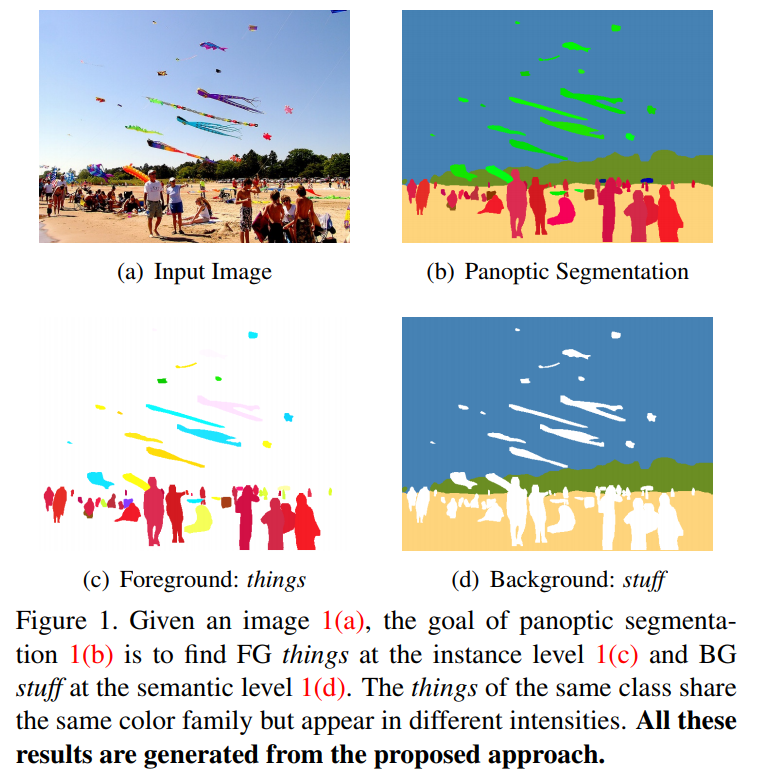 (a) Input Image
(b) Panoptic Segmentation
(c) Foreground: things
(d) Background: stuff
Figure 1. Given an image 1(a), the goal of panoptic segmenta-
tion 1(b) is to find FG things at the instance level 1(c) and BG
stuff at the semantic level 1(d). The things of the same class share
the same color family but appear in different intensities. All these
results are generated from the proposed approach.